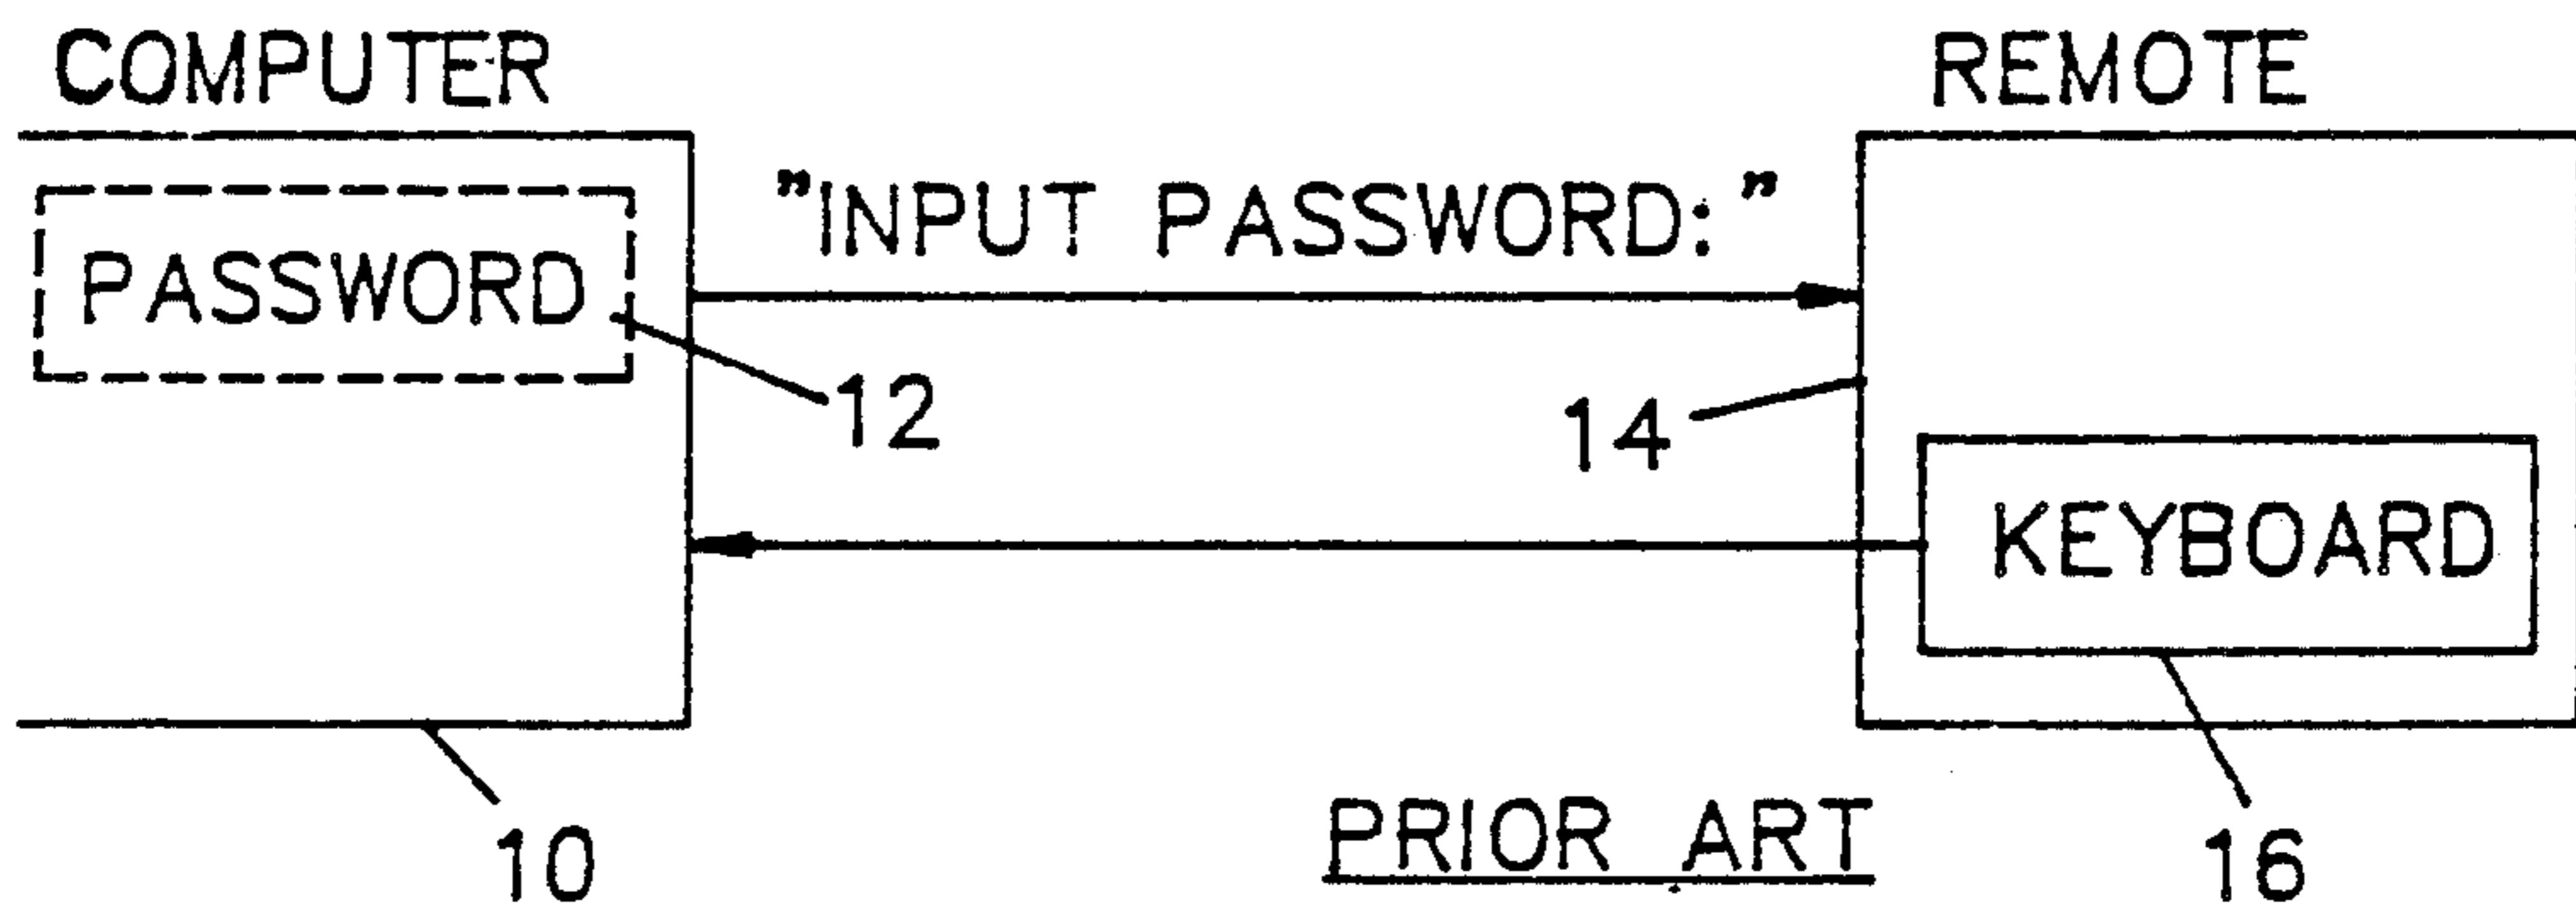 COMPUTER
REMOTE
PASSWORD
"INPUT PASSWORD:"
12
14
KEYBOARD
10
PRIOR ART
16